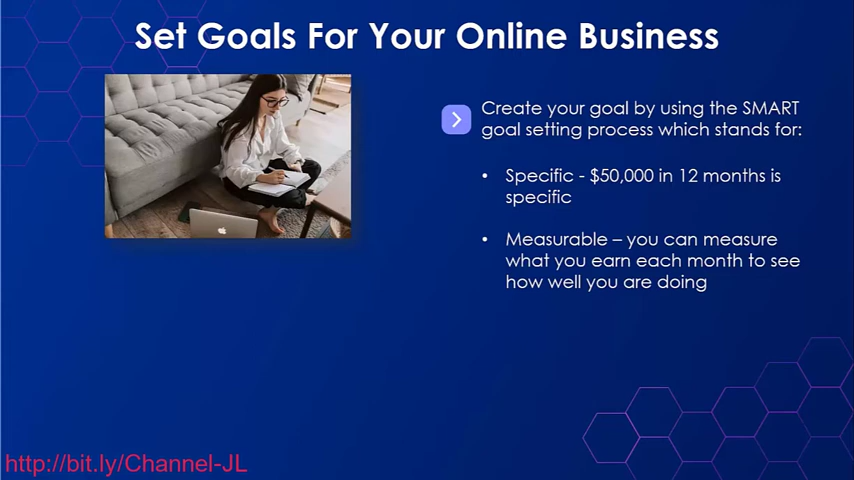 Set Goals For Your Online Business
Create your goal by using the SMART
goal setting process which stands for:
• Specific - $50,000 in 12 months is
specific
• Measurable – you can measure
what you earn each month to see
how well you are doing
http://bit.ly/Channel-JL